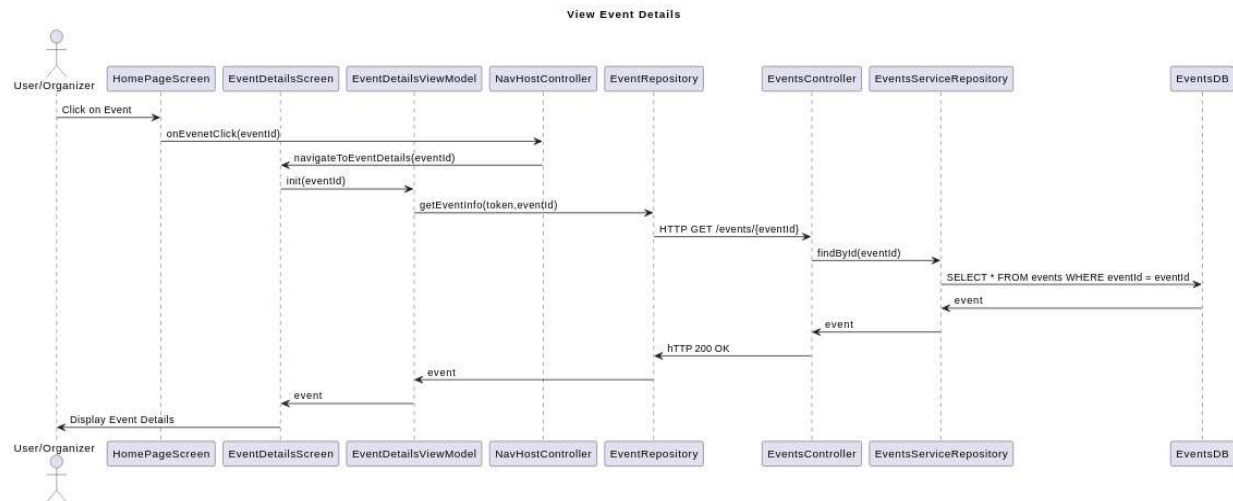 View Event Details
User/Organizer
HomePageScreen
EventDetailsScreen
EventDetailsViewModel
NavHostController
EventRepository
EventsController
EventsServiceRepository
EventsDB
Click on Event
onEvenetClick(eventId)
navigateToEventDetails(eventId)
init(eventId)
getEventInfo(token,eventId)
HTTP GET /events/{eventId}
findById(eventId)
SELECT * FROM events WHERE eventId = eventId
event
event
hTTP 200 OK
event
event
Display Event Details
User/Organizer
HomePageScreen
EventDetailsScreen
EventDetailsViewModel
NavHostController
EventRepository
EventsController
EventsServiceRepository
EventsDB